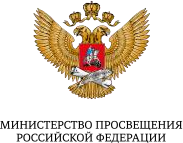 МИНИСТЕРСТВО ПРОСВЕЩЕНИЯ
РОССИЙСКОЙ ФЕДЕРАЦИИ